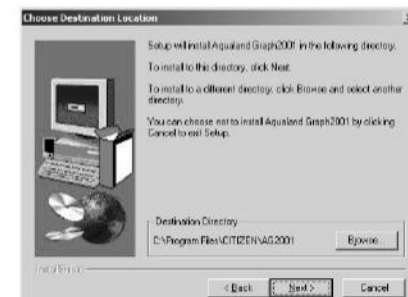 Choose Destination Location
Setup will install Aqualand Graph2001 in the following directory.
To install to this directory, click Next.
To install to a different directory, click Browse and select another
directory.
You can choose not to install Aqualand Graph2001 by clicking
Cancel to exit Setup.
Destination Directory
C:\Program Files\CITIZEN\AG2001
Browse...
< Back
Next >
Cancel